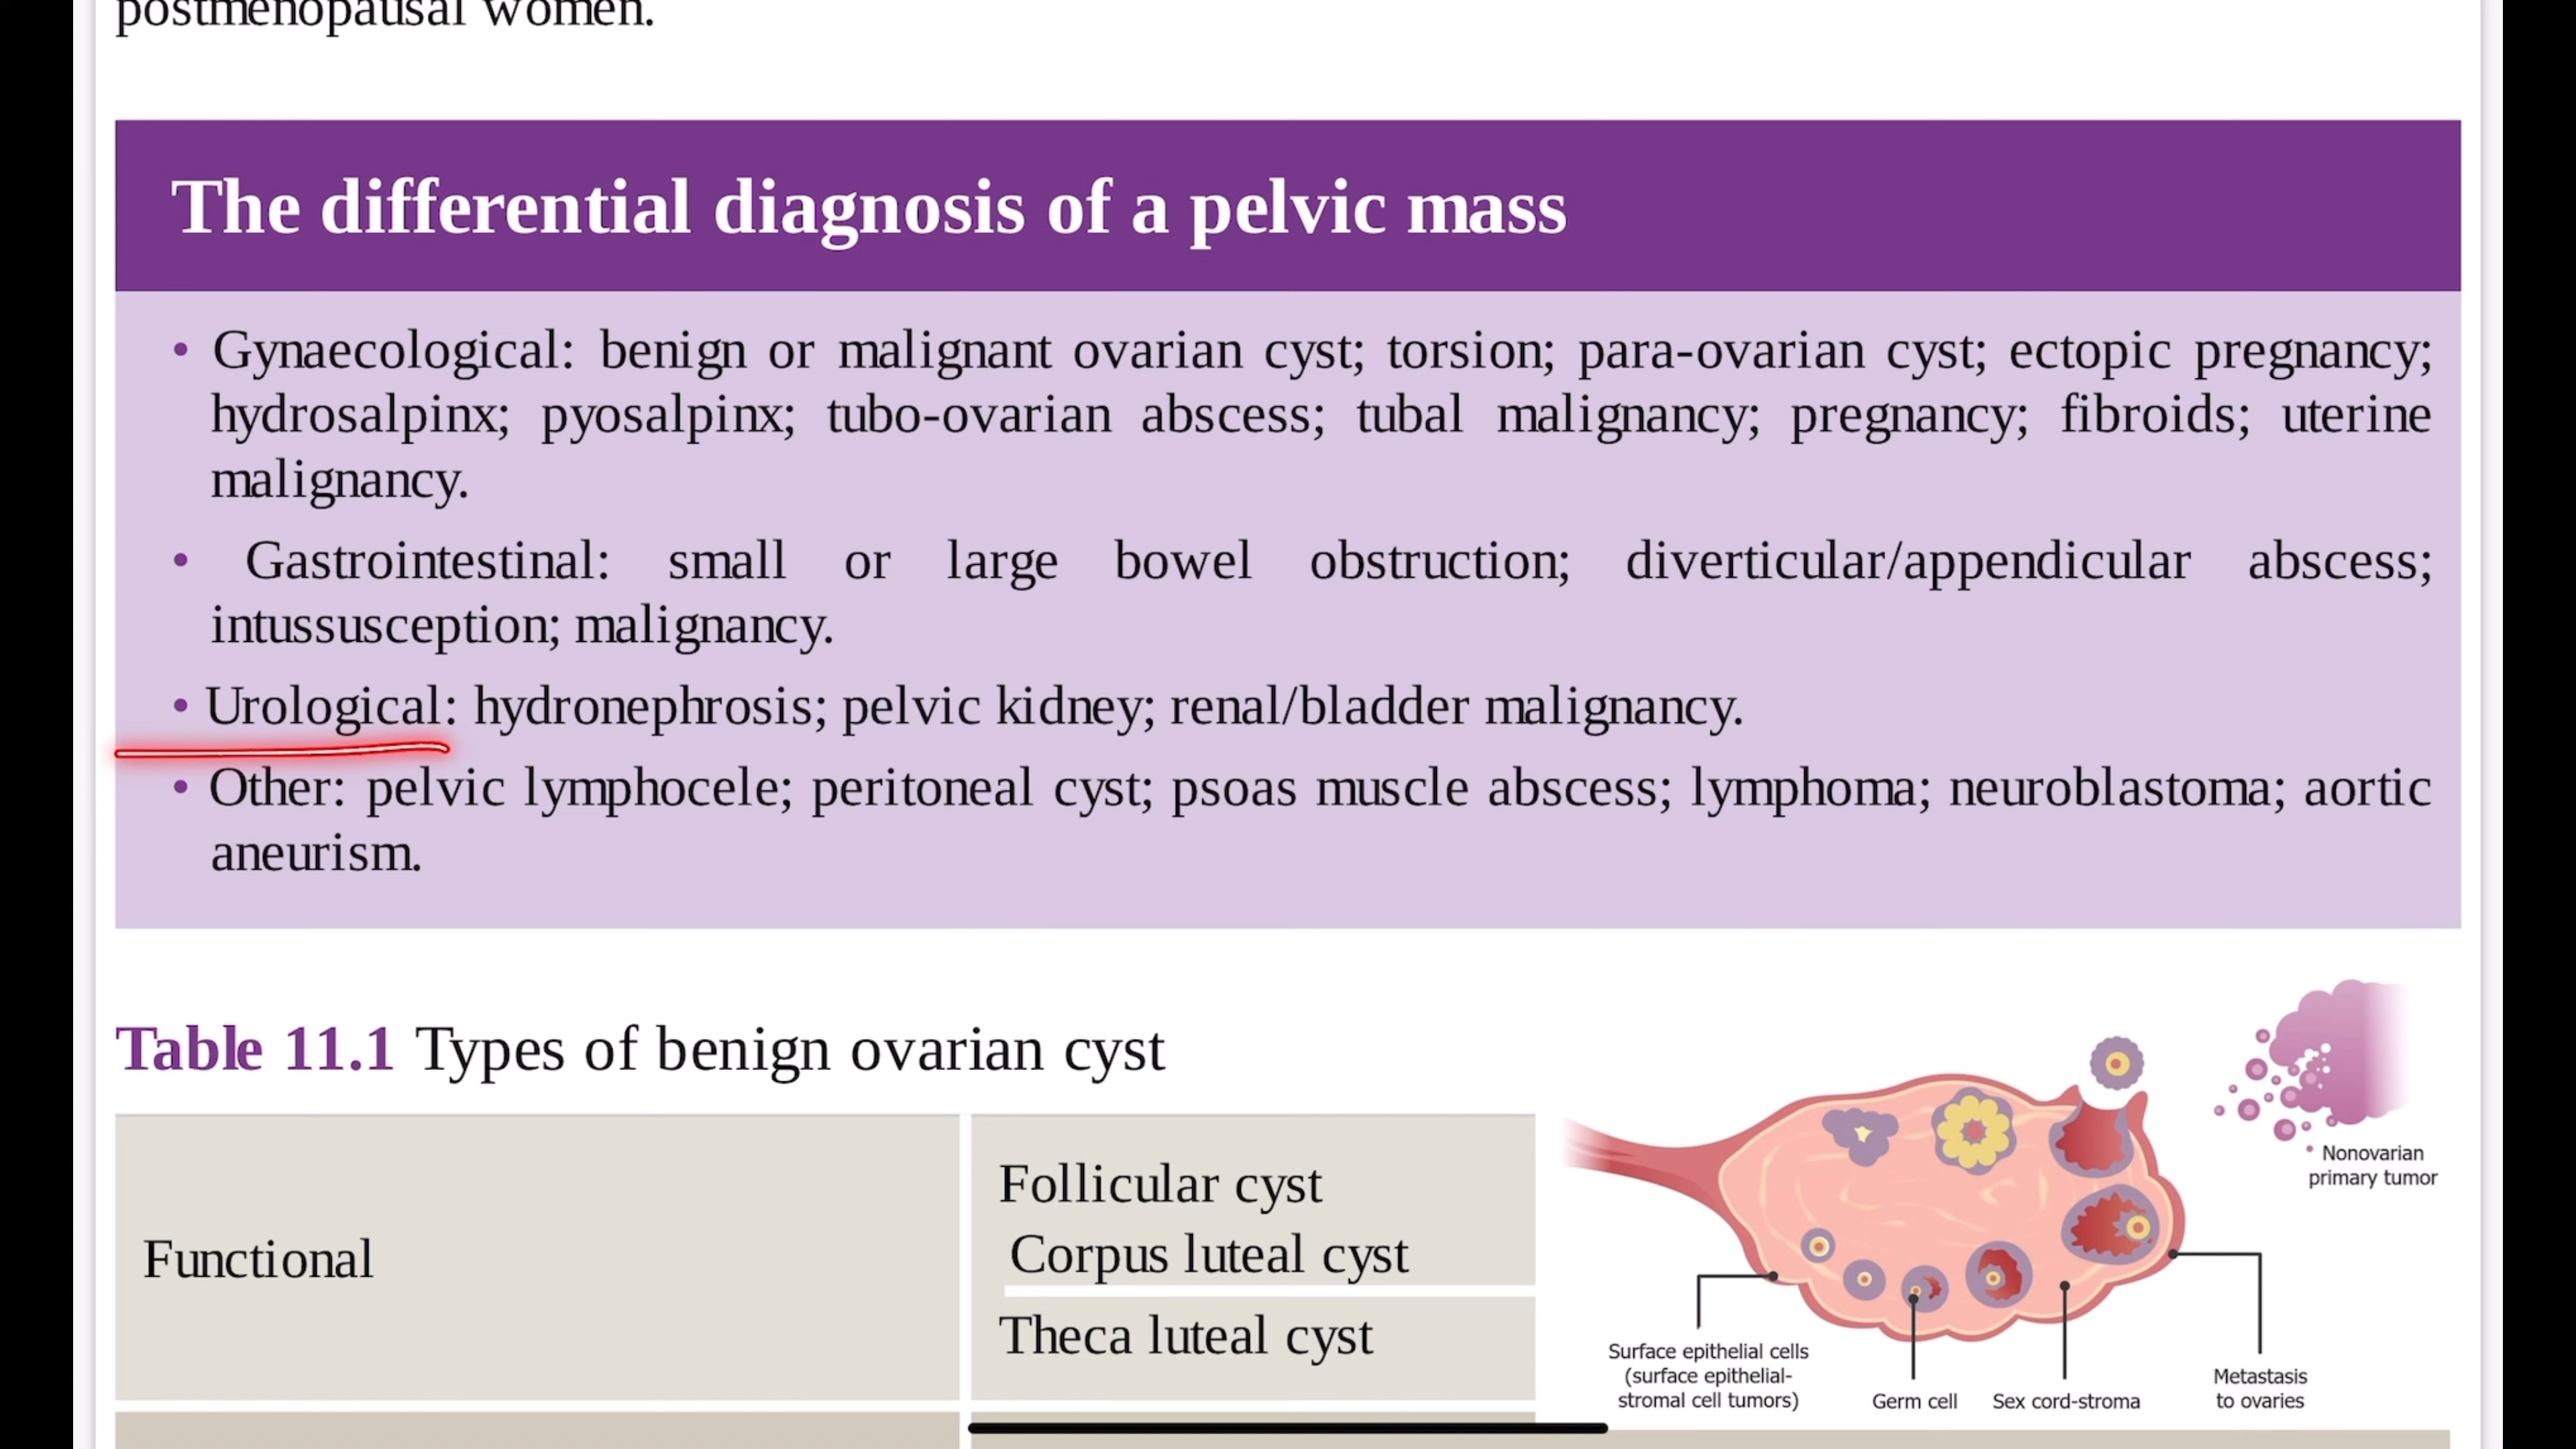 postmenopausal women.
The differential diagnosis of a pelvic mass
• Gynaecological: benign or malignant ovarian cyst; torsion; para-ovarian cyst; ectopic pregnancy;
hydrosalpinx; pyosalpinx; tubo-ovarian abscess; tubal malignancy; pregnancy; fibroids; uterine
malignancy.
• Gastrointestinal: small or large bowel obstruction; diverticular/appendicular abscess;
intussusception; malignancy.
• Urological: hydronephrosis; pelvic kidney; renal/bladder malignancy.
• Other: pelvic lymphocele; peritoneal cyst; psoas muscle abscess; lymphoma; neuroblastoma; aortic
aneurism.
Table 11.1 Types of benign ovarian cyst
Functional
Follicular cyst
Corpus luteal cyst
Theca luteal cyst
Nonovarian
primary tumor
Surface epithelial cells
(surface epithelial-
stromal cell tumors)
Germ cell
Sex cord-stroma
Metastasis
to ovaries